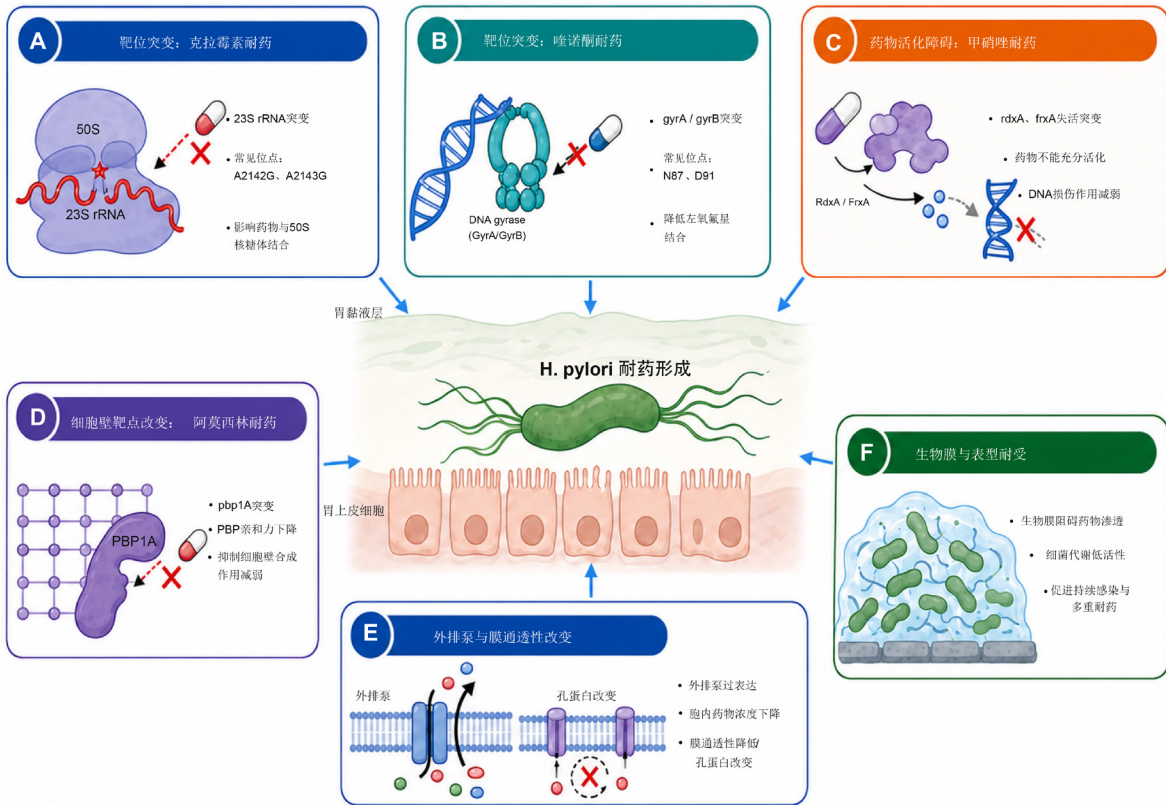 A
靶位突变：克拉霉素耐药
50S
23S rRNA
• 23S rRNA突变
• 常见位点：
A2142G、A2143G
• 影响药物与50S
核糖体结合
B
靶位突变：喹诺酮耐药
DNA gyrase
(GyrA/GyrB)
• gyrA / gyrB突变
常见位点：
• N87、D91
• 降低左氧氟星
结合
C
药物活化障碍：甲硝唑耐药
RdxA / FrxA
• rdxA、frxA失活突变
• 药物不能充分活化
• DNA损伤作用减弱
胃黏液层
H. pylori 耐药形成
胃上皮细胞
D
细胞壁靶点改变： 阿莫西林耐药
PBP1A
• pbp1A突变
• PBP亲和力下降
• 抑制细胞壁合成
作用减弱
E
外排泵与膜通透性改变
外排泵
孔蛋白改变
• 外排泵过表达
• 胞内药物浓度下降
• 膜通透性降低/
孔蛋白改变
F
生物膜与表型耐受
• 生物膜阻碍药物渗透
• 细菌代谢低活性
• 促进持续感染与
多重耐药